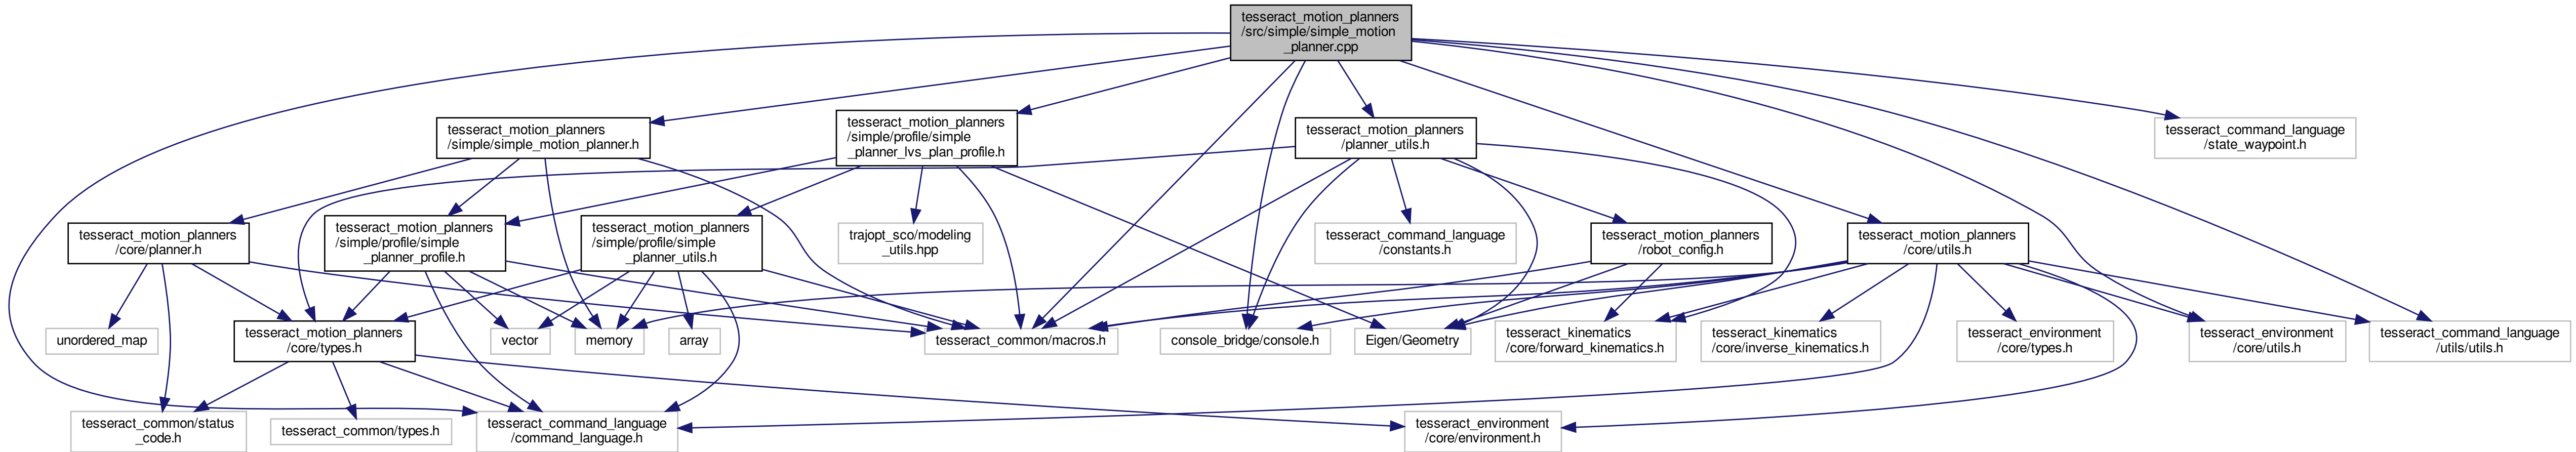 tesseract_motion_planners
/src/simple/simple_motion
_planner.cpp
tesseract_motion_planners
/simple/simple_motion_planner.h
tesseract_motion_planners
/simple/profile/simple
_planner_lvs_plan_profile.h
tesseract_motion_planners
/planner_utils.h
tesseract_command_language
/state_waypoint.h
tesseract_motion_planners
/core/planner.h
tesseract_motion_planners
/simple/profile/simple
_planner_profile.h
tesseract_motion_planners
/simple/profile/simple
_planner_utils.h
trajopt_sco/modeling
_utils.hpp
tesseract_command_language
/constants.h
tesseract_motion_planners
/robot_config.h
tesseract_motion_planners
/core/utils.h
unordered_map
tesseract_motion_planners
/core/types.h
vector
memory
array
tesseract_common/macros.h
console_bridge/console.h
Eigen/Geometry
tesseract_kinematics
/core/forward_kinematics.h
tesseract_kinematics
/core/inverse_kinematics.h
tesseract_environment
/core/types.h
tesseract_environment
/core/utils.h
tesseract_command_language
/utils/utils.h
tesseract_common/status
_code.h
tesseract_common/types.h
tesseract_command_language
/command_language.h
tesseract_environment
/core/environment.h